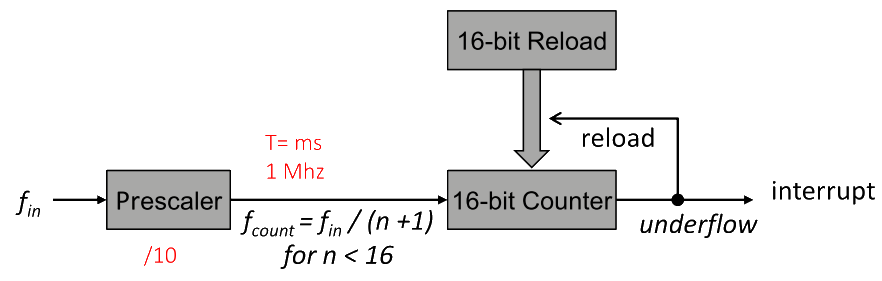 16-bit Reload
reload
T= ms
1 Mhz
f_in
Prescaler
16-bit Counter
interrupt
f_count = f_in / (n +1)
underflow
for n < 16
/10